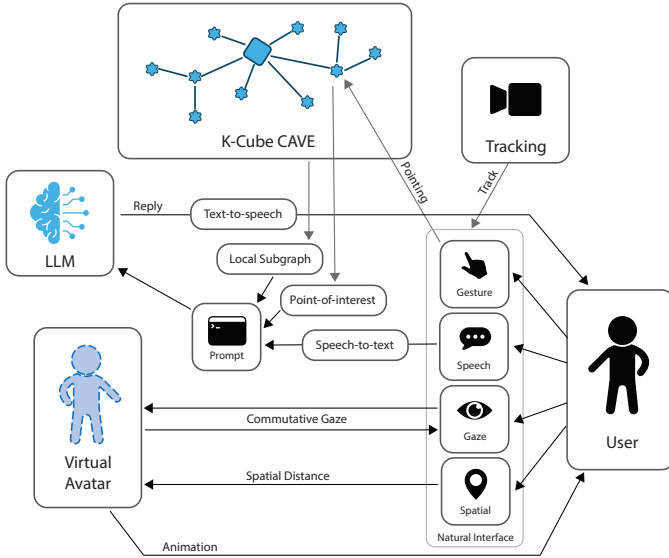 K-Cube CAVE
Tracking
Pointing
Track
Reply
Text-to-speech
LLM
Local Subgraph
Point-of-interest
Gesture
>_
Prompt
Speech-to-text
Speech
Commutative Gaze
Gaze
User
Virtual
Avatar
Spatial Distance
Spatial
Natural Interface
Animation